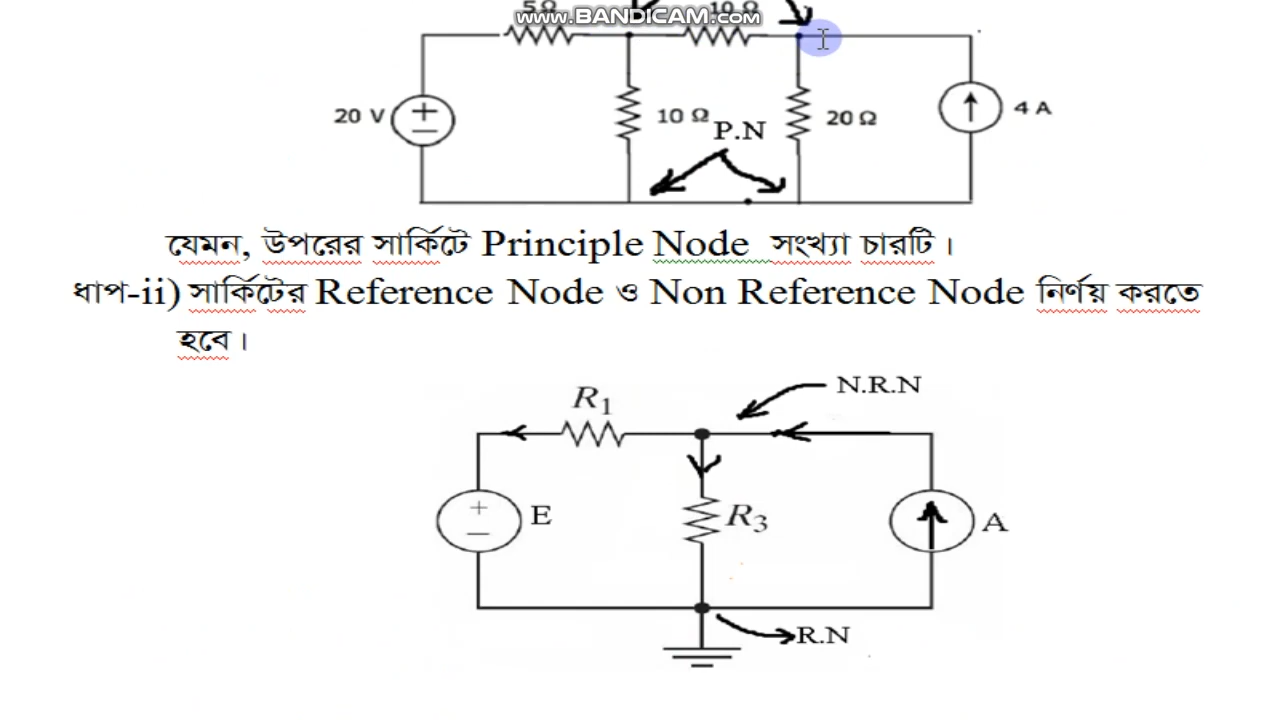 www.BANDICAM.com
5 Ω 10 Ω
20 V 10 Ω P.N 20 Ω 4 A
যেমন, উপরের সার্কিটে Principle Node সংখ্যা চারটি।
ধাপ-ii) সার্কিটের Reference Node ও Non Reference Node নির্ণয় করতে
হবে।
N.R.N
R1
E R3 A
R.N